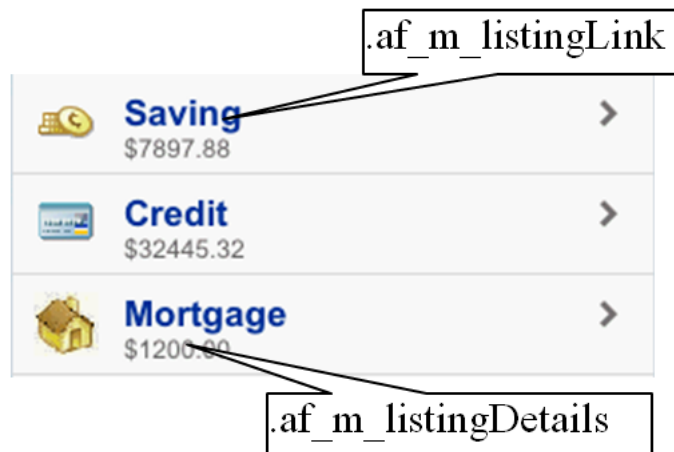 .af_m_listingLink
Saving
$7897.88
Credit
$32445.32
Mortgage
$1200.00
.af_m_listingDetails